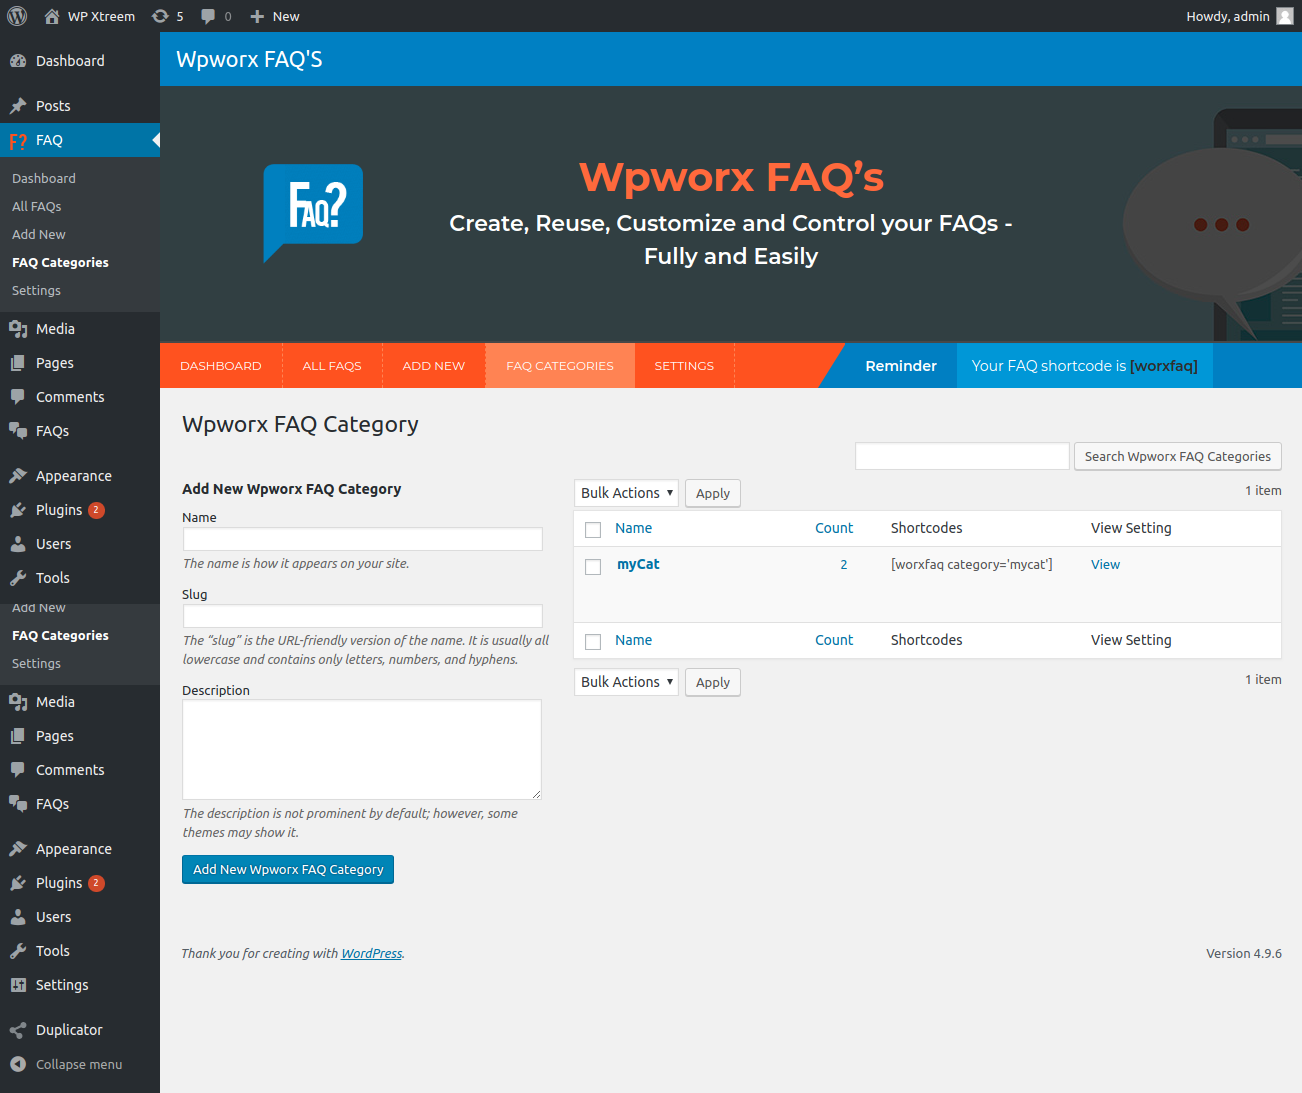 WP Xtreem
5
0
New
Howdy, admin
Dashboard
Posts
F? FAQ
Dashboard
All FAQs
Add New
FAQ Categories
Settings
Media
Pages
Comments
FAQs
Appearance
Plugins 2
Users
Tools
Add New
FAQ Categories
Settings
Media
Pages
Comments
FAQs
Appearance
Plugins 2
Users
Tools
Settings
Duplicator
Collapse menu
Wpworx FAQ'S
FAQ?
Wpworx FAQ’s
Create, Reuse, Customize and Control your FAQs -
Fully and Easily
DASHBOARD
ALL FAQS
ADD NEW
FAQ CATEGORIES
SETTINGS
Reminder
Your FAQ shortcode is [worxfaq]
Wpworx FAQ Category
Search Wpworx FAQ Categories
Add New Wpworx FAQ Category
Name
The name is how it appears on your site.
Slug
The “slug” is the URL-friendly version of the name. It is usually all
lowercase and contains only letters, numbers, and hyphens.
Description
The description is not prominent by default; however, some
themes may show it.
Add New Wpworx FAQ Category
Bulk Actions
Apply
1 item
Name Count Shortcodes View Setting
myCat 2 [worxfaq category='mycat'] View
Name Count Shortcodes View Setting
Bulk Actions
Apply
1 item
Thank you for creating with WordPress.
Version 4.9.6